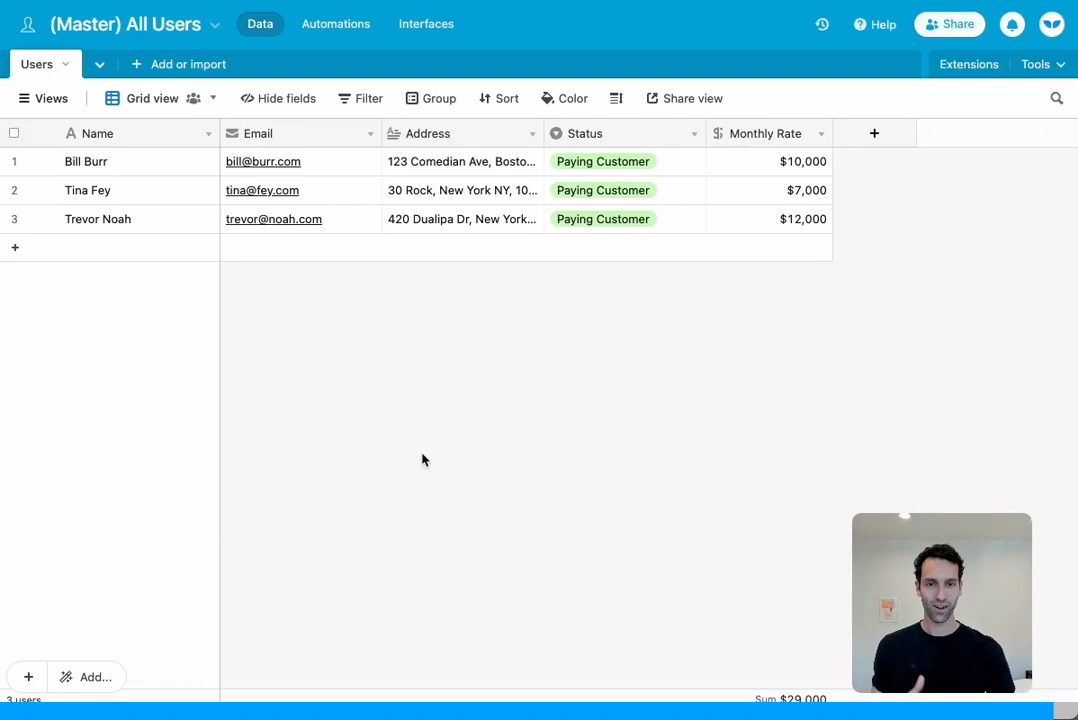 (Master) All Users Data Automations Interfaces Help Share
Users + Add or import Extensions Tools
Views Grid view Hide fields Filter Group Sort Color Share view
Name Email Address Status Monthly Rate +
1 Bill Burr bill@burr.com 123 Comedian Ave, Bosto... Paying Customer $10,000
2 Tina Fey tina@fey.com 30 Rock, New York NY, 10... Paying Customer $7,000
3 Trevor Noah trevor@noah.com 420 Dualipa Dr, New York... Paying Customer $12,000
+
+ Add...
3 users Sum $29,000